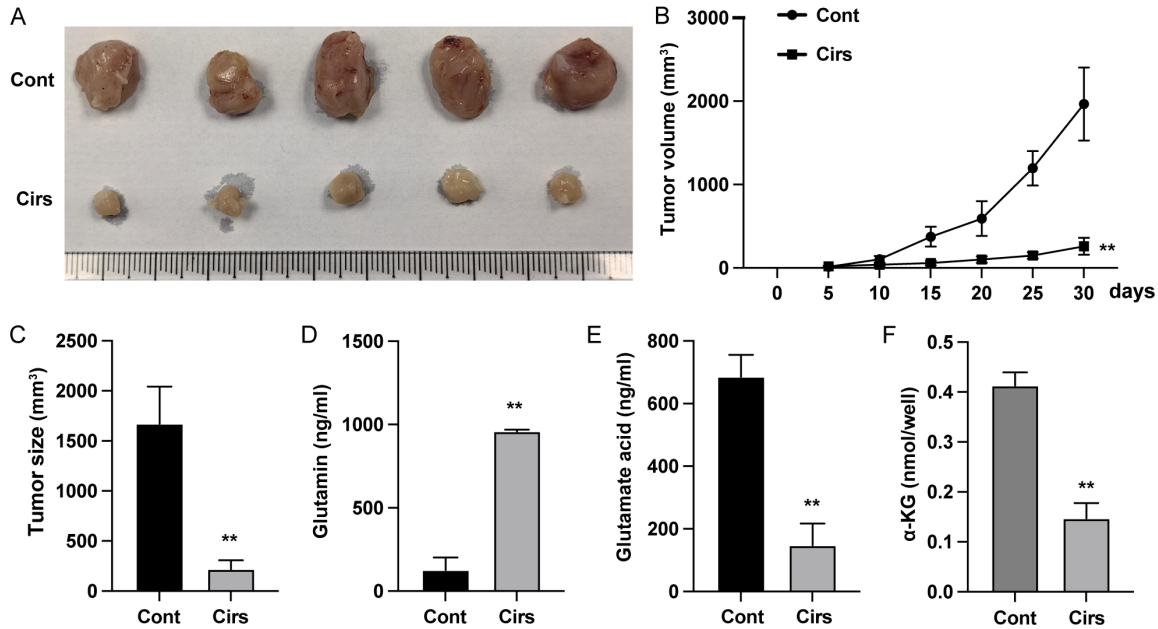 A
Cont
Cirs
B
Cont
Cirs
Tumor volume (mm³)
3000
2000
1000
0
**
0 5 10 15 20 25 30 days
C
Tumor size (mm³)
2500
2000
1500
1000
500
0
**
Cont Cirs
D
Glutamin (ng/ml)
1500
1000
500
0
**
Cont Cirs
E
Glutamate acid (ng/ml)
800
600
400
200
0
**
Cont Cirs
F
α-KG (nmol/well)
0.5
0.4
0.3
0.2
0.1
0.0
**
Cont Cirs